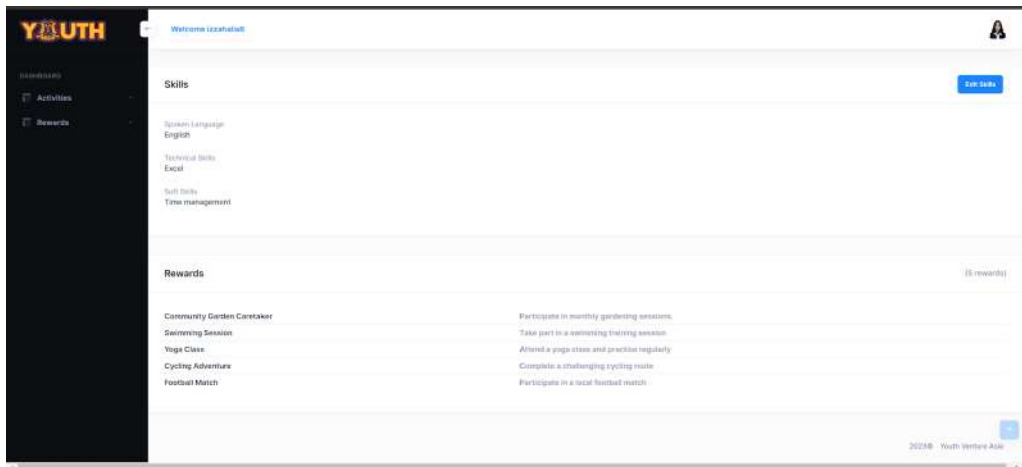 YOUTH
Welcome izzahalia8
DASHBOARD
Activities
Rewards
Skills
Edit Skills
Spoken Language
English
Technical Skills
Excel
Soft Skills
Time management
Rewards
(5 rewards)
Community Garden Caretaker
Participate in monthly gardening sessions.
Swimming Session
Take part in a swimming training session
Yoga Class
Attend a yoga class and practice regularly
Cycling Adventure
Complete a challenging cycling route
Football Match
Participate in a local football match
2023© Youth Venture Asia